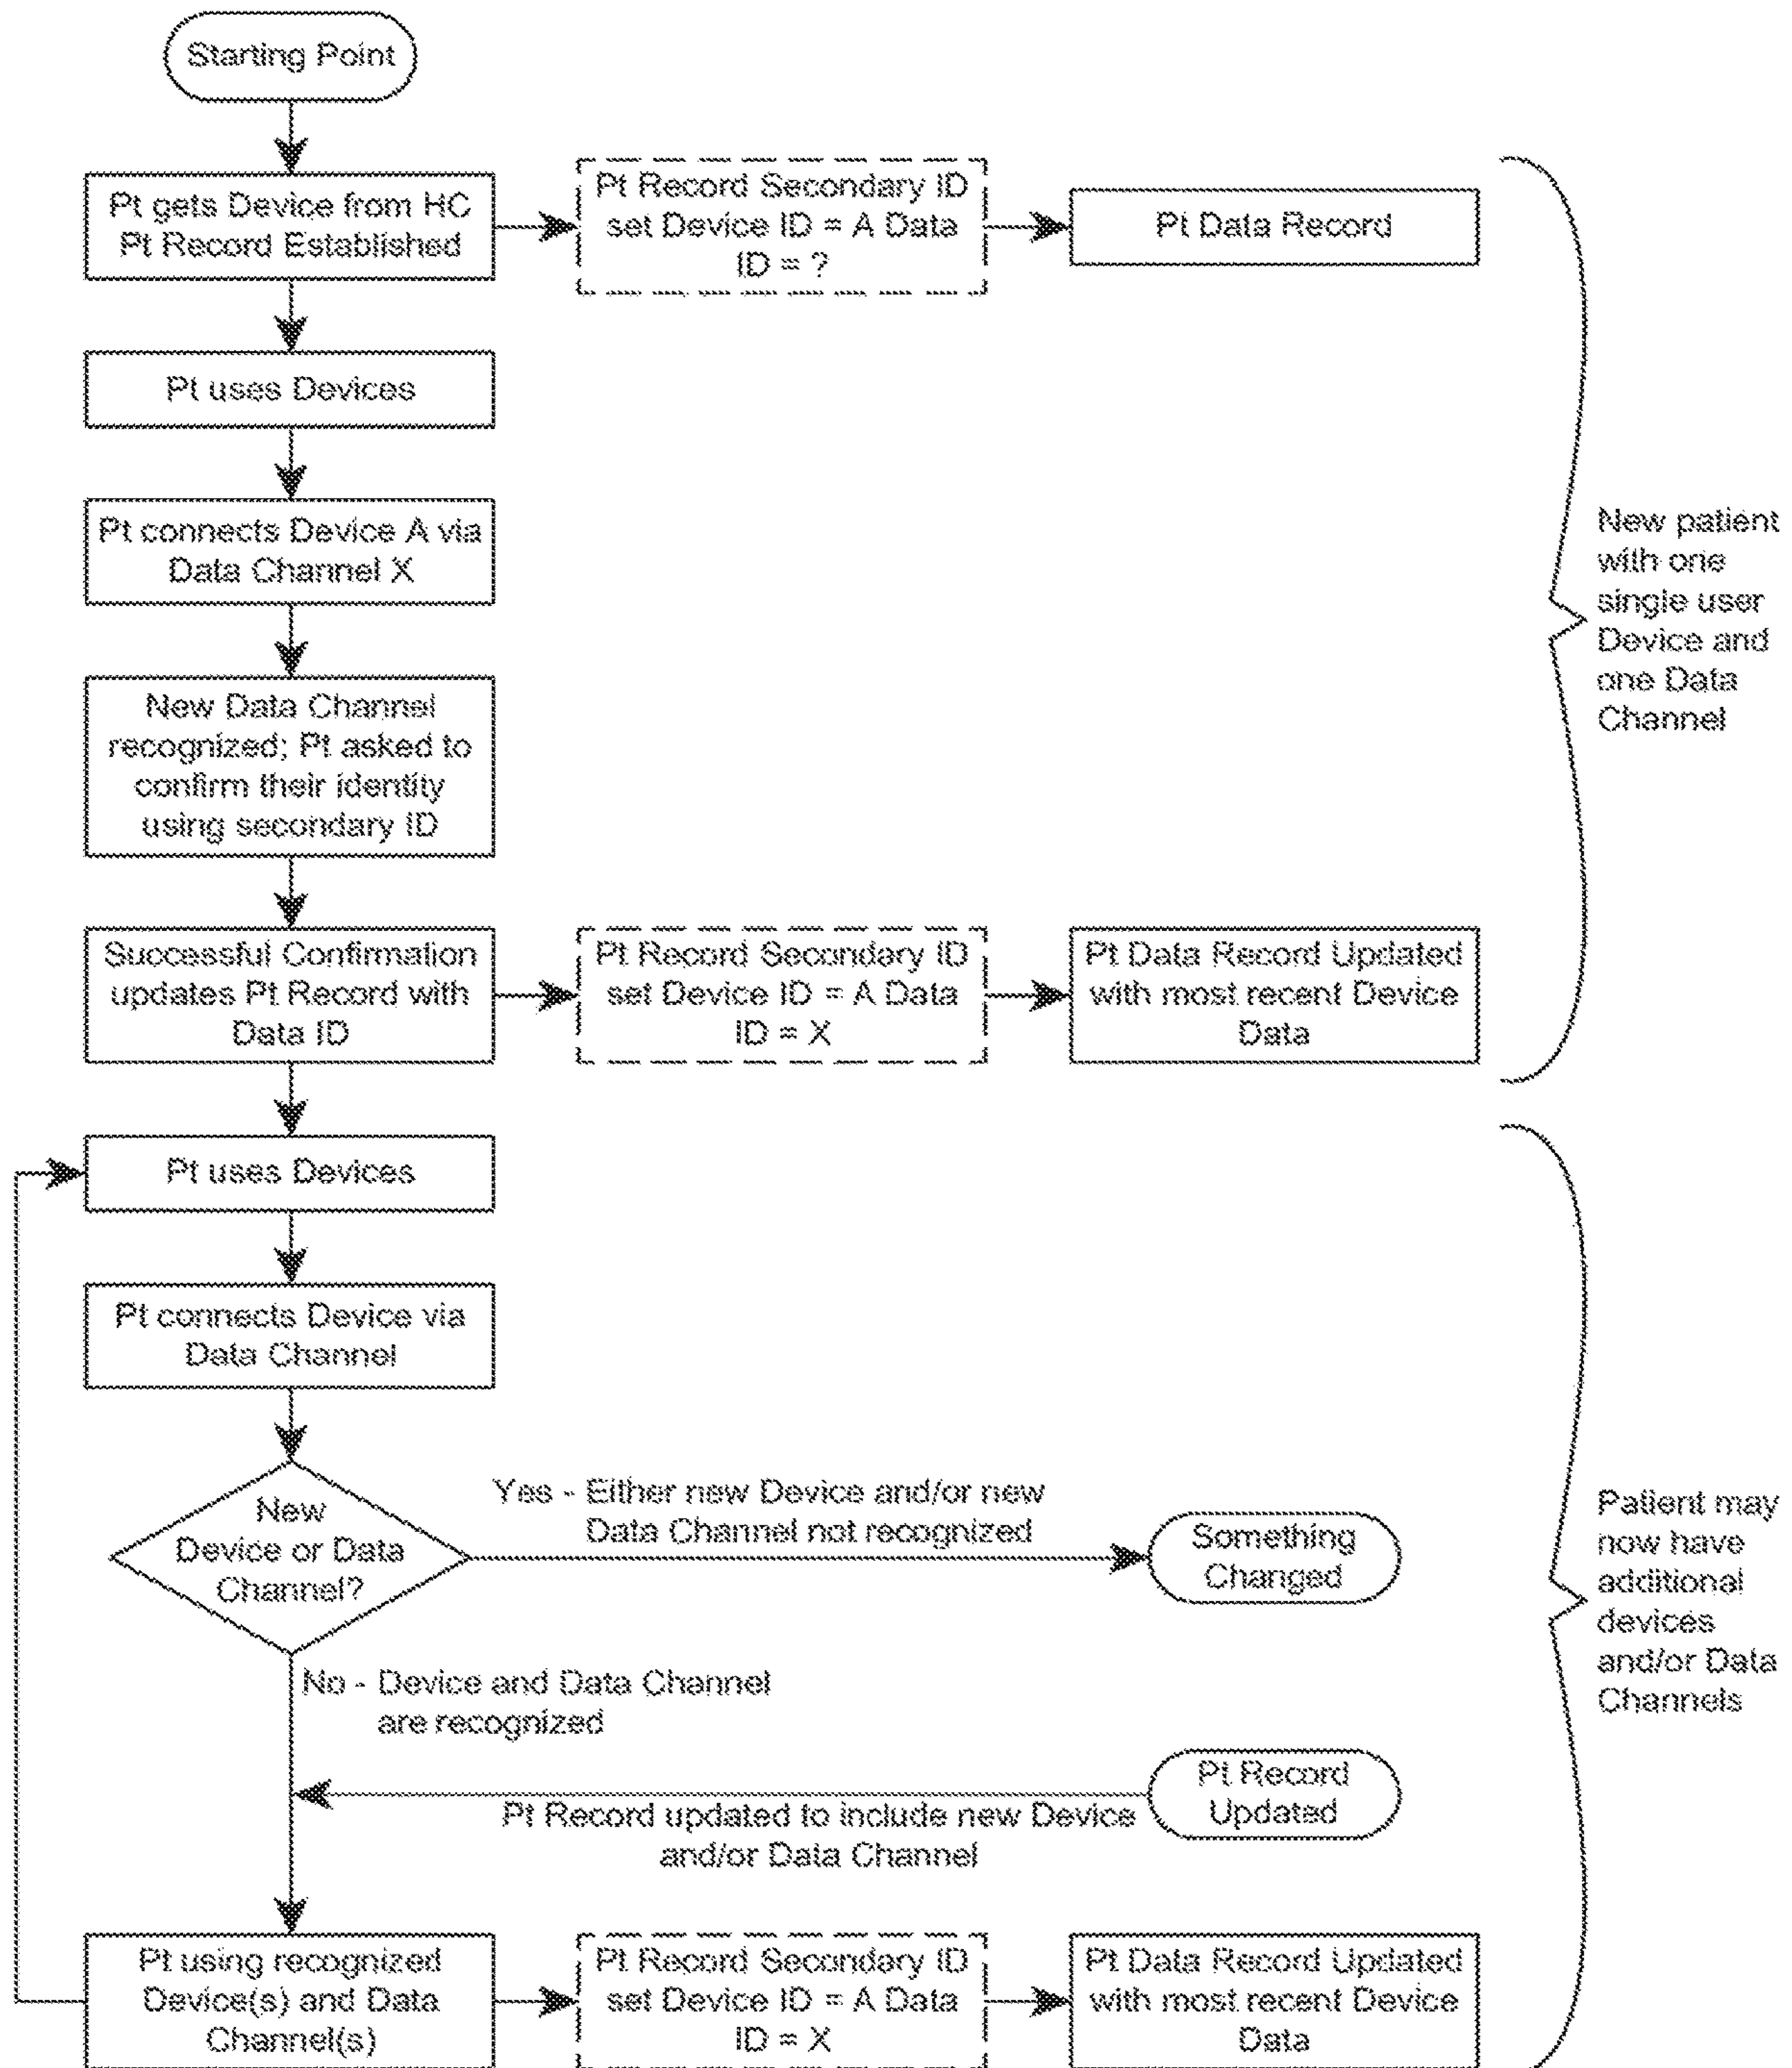 Starting Point
Pt gets Device from HC
Pt Record Established
Pt Record Secondary ID
set Device ID = A Data
ID = ?
Pt Data Record
Pt uses Devices
Pt connects Device A via
Data Channel X
New Data Channel
recognized; Pt asked to
confirm their identity
using secondary ID
New patient
with one
single user
Device and
one Data
Channel
Successful Confirmation
updates Pt Record with
Data ID
Pt Record Secondary ID
set Device ID = A Data
ID = X
Pt Data Record Updated
with most recent Device
Data
Pt uses Devices
Pt connects Device via
Data Channel
New
Device or Data
Channel?
Yes - Either new Device and/or new
Data Channel not recognized
Something
Changed
Patient may
now have
additional
devices
and/or Data
Channels
No - Device and Data Channel
are recognized
Pt Record
Updated
Pt Record updated to include new Device
and/or Data Channel
Pt using recognized
Device(s) and Data
Channel(s)
Pt Record Secondary ID
set Device ID = A Data
ID = X
Pt Data Record Updated
with most recent Device
Data